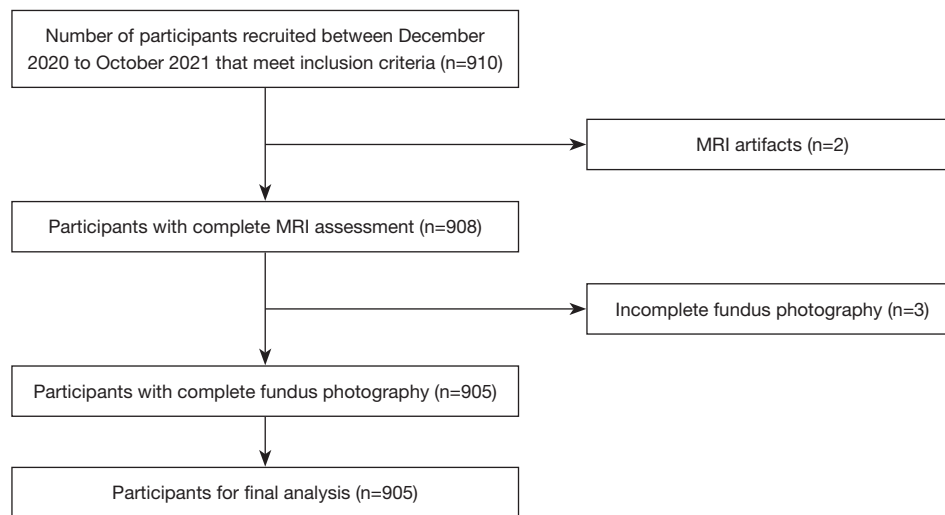 Number of participants recruited between December
2020 to October 2021 that meet inclusion criteria (n=910)
MRI artifacts (n=2)
Participants with complete MRI assessment (n=908)
Incomplete fundus photography (n=3)
Participants with complete fundus photography (n=905)
Participants for final analysis (n=905)